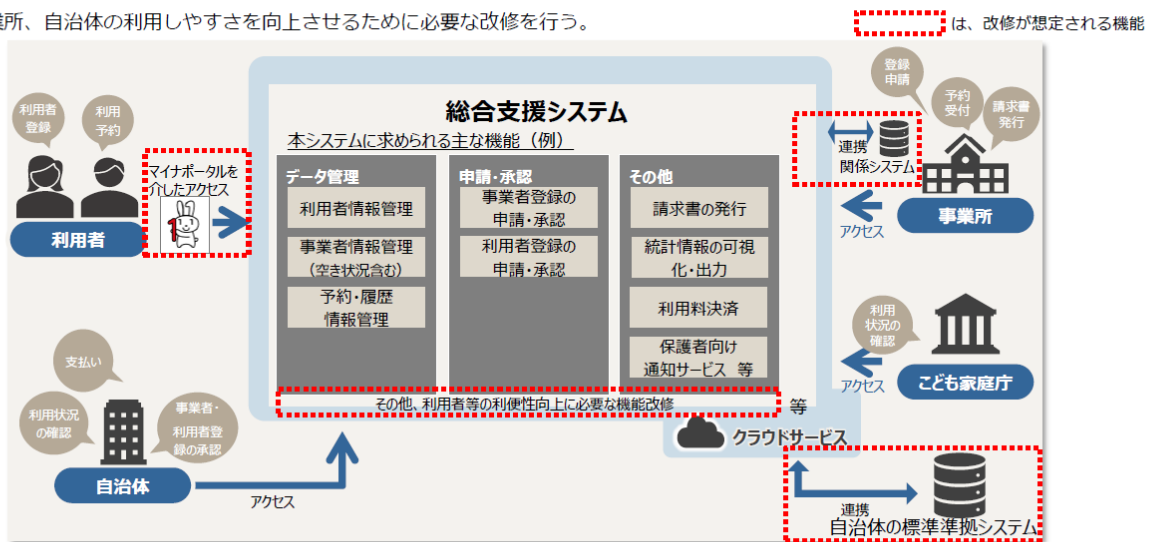 業所、自治体の利用しやすさを向上させるために必要な改修を行う。
は、改修が想定される機能
総合支援システム
本システムに求められる主な機能（例）
データ管理
利用者情報管理
事業者情報管理
（空き状況含む）
予約・履歴
情報管理
申請・承認
事業者登録の
申請・承認
利用者登録の
申請・承認
その他
請求書の発行
統計情報の可視
化・出力
利用料決済
保護者向け
通知サービス 等
その他、利用者等の利便性向上に必要な機能改修
等
クラウドサービス
利用者
登録
利用
予約
利用者
マイナポータルを
介したアクセス
支払い
利用状況
の確認
事業者・
利用者登
録の承認
自治体
アクセス
登録
申請
予約
受付
請求書
発行
連携
関係システム
事業所
アクセス
利用
状況の
確認
こども家庭庁
アクセス
連携
自治体の標準準拠システム